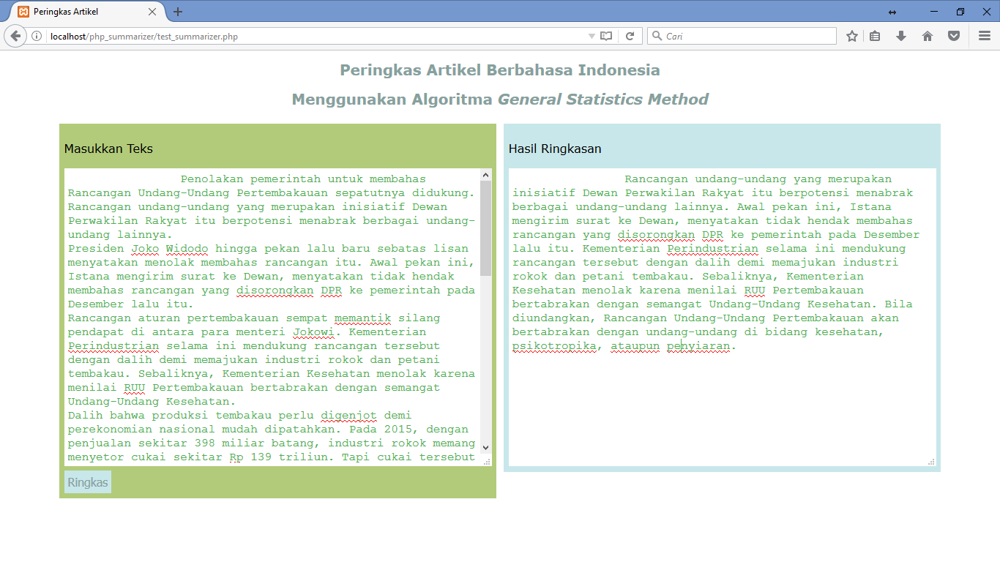 Peringkas Artikel
localhost/php_summarizer/test_summarizer.php
Cari
Peringkas Artikel Berbahasa Indonesia
Menggunakan Algoritma General Statistics Method
Masukkan Teks
Penolakan pemerintah untuk membahas
Rancangan Undang-Undang Pertembakauan sepatutnya didukung.
Rancangan undang-undang yang merupakan inisiatif Dewan
Perwakilan Rakyat itu berpotensi menabrak berbagai undang-
undang lainnya.
Presiden Joko Widodo hingga pekan lalu baru sebatas lisan
menyatakan menolak membahas rancangan itu. Awal pekan ini,
Istana mengirim surat ke Dewan, menyatakan tidak hendak
membahas rancangan yang disorongkan DPR ke pemerintah pada
Desember lalu itu.
Rancangan aturan pertembakauan sempat memantik silang
pendapat di antara para menteri Jokowi. Kementerian
Perindustrian selama ini mendukung rancangan tersebut
dengan dalih demi memajukan industri rokok dan petani
tembakau. Sebaliknya, Kementerian Kesehatan menolak karena
menilai RUU Pertembakauan bertabrakan dengan semangat
Undang-Undang Kesehatan.
Dalih bahwa produksi tembakau perlu digenjot demi
perekonomian nasional mudah dipatahkan. Pada 2015, dengan
penjualan sekitar 398 miliar batang, industri rokok memang
menyetor cukai sekitar Rp 139 triliun. Tapi cukai tersebut
Ringkas
Hasil Ringkasan
Rancangan undang-undang yang merupakan
inisiatif Dewan Perwakilan Rakyat itu berpotensi menabrak
berbagai undang-undang lainnya. Awal pekan ini, Istana
mengirim surat ke Dewan, menyatakan tidak hendak membahas
rancangan yang disorongkan DPR ke pemerintah pada Desember
lalu itu. Kementerian Perindustrian selama ini mendukung
rancangan tersebut dengan dalih demi memajukan industri
rokok dan petani tembakau. Sebaliknya, Kementerian
Kesehatan menolak karena menilai RUU Pertembakauan
bertabrakan dengan semangat Undang-Undang Kesehatan. Bila
diundangkan, Rancangan Undang-Undang Pertembakauan akan
bertabrakan dengan undang-undang di bidang kesehatan,
psikotropika, ataupun penyiaran.